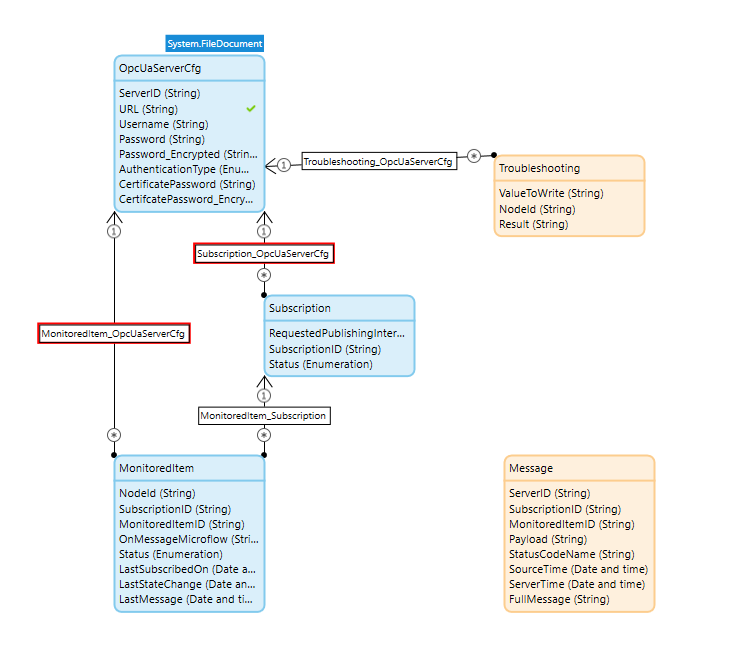 System.FileDocument
OpcUaServerCfg
ServerID (String)
URL (String)
Username (String)
Password (String)
Password_Encrypted (Strin...
AuthenticationType (Enu...
CertificatePassword (String)
CertifcatePassword_Encry...
1
Troubleshooting_OpcUaServerCfg
*
Troubleshooting
ValueToWrite (String)
NodeId (String)
Result (String)
1
1
Subscription_OpcUaServerCfg
*
Subscription
RequestedPublishingInter...
SubscriptionID (String)
Status (Enumeration)
MonitoredItem_OpcUaServerCfg
1
MonitoredItem_Subscription
*
*
MonitoredItem
NodeId (String)
SubscriptionID (String)
MonitoredItemID (String)
OnMessageMicroflow (Stri...
Status (Enumeration)
LastSubscribedOn (Date a...
LastStateChange (Date an...
LastMessage (Date and ti...
Message
ServerID (String)
SubscriptionID (String)
MonitoredItemID (String)
Payload (String)
StatusCodeName (String)
SourceTime (Date and time)
ServerTime (Date and time)
FullMessage (String)